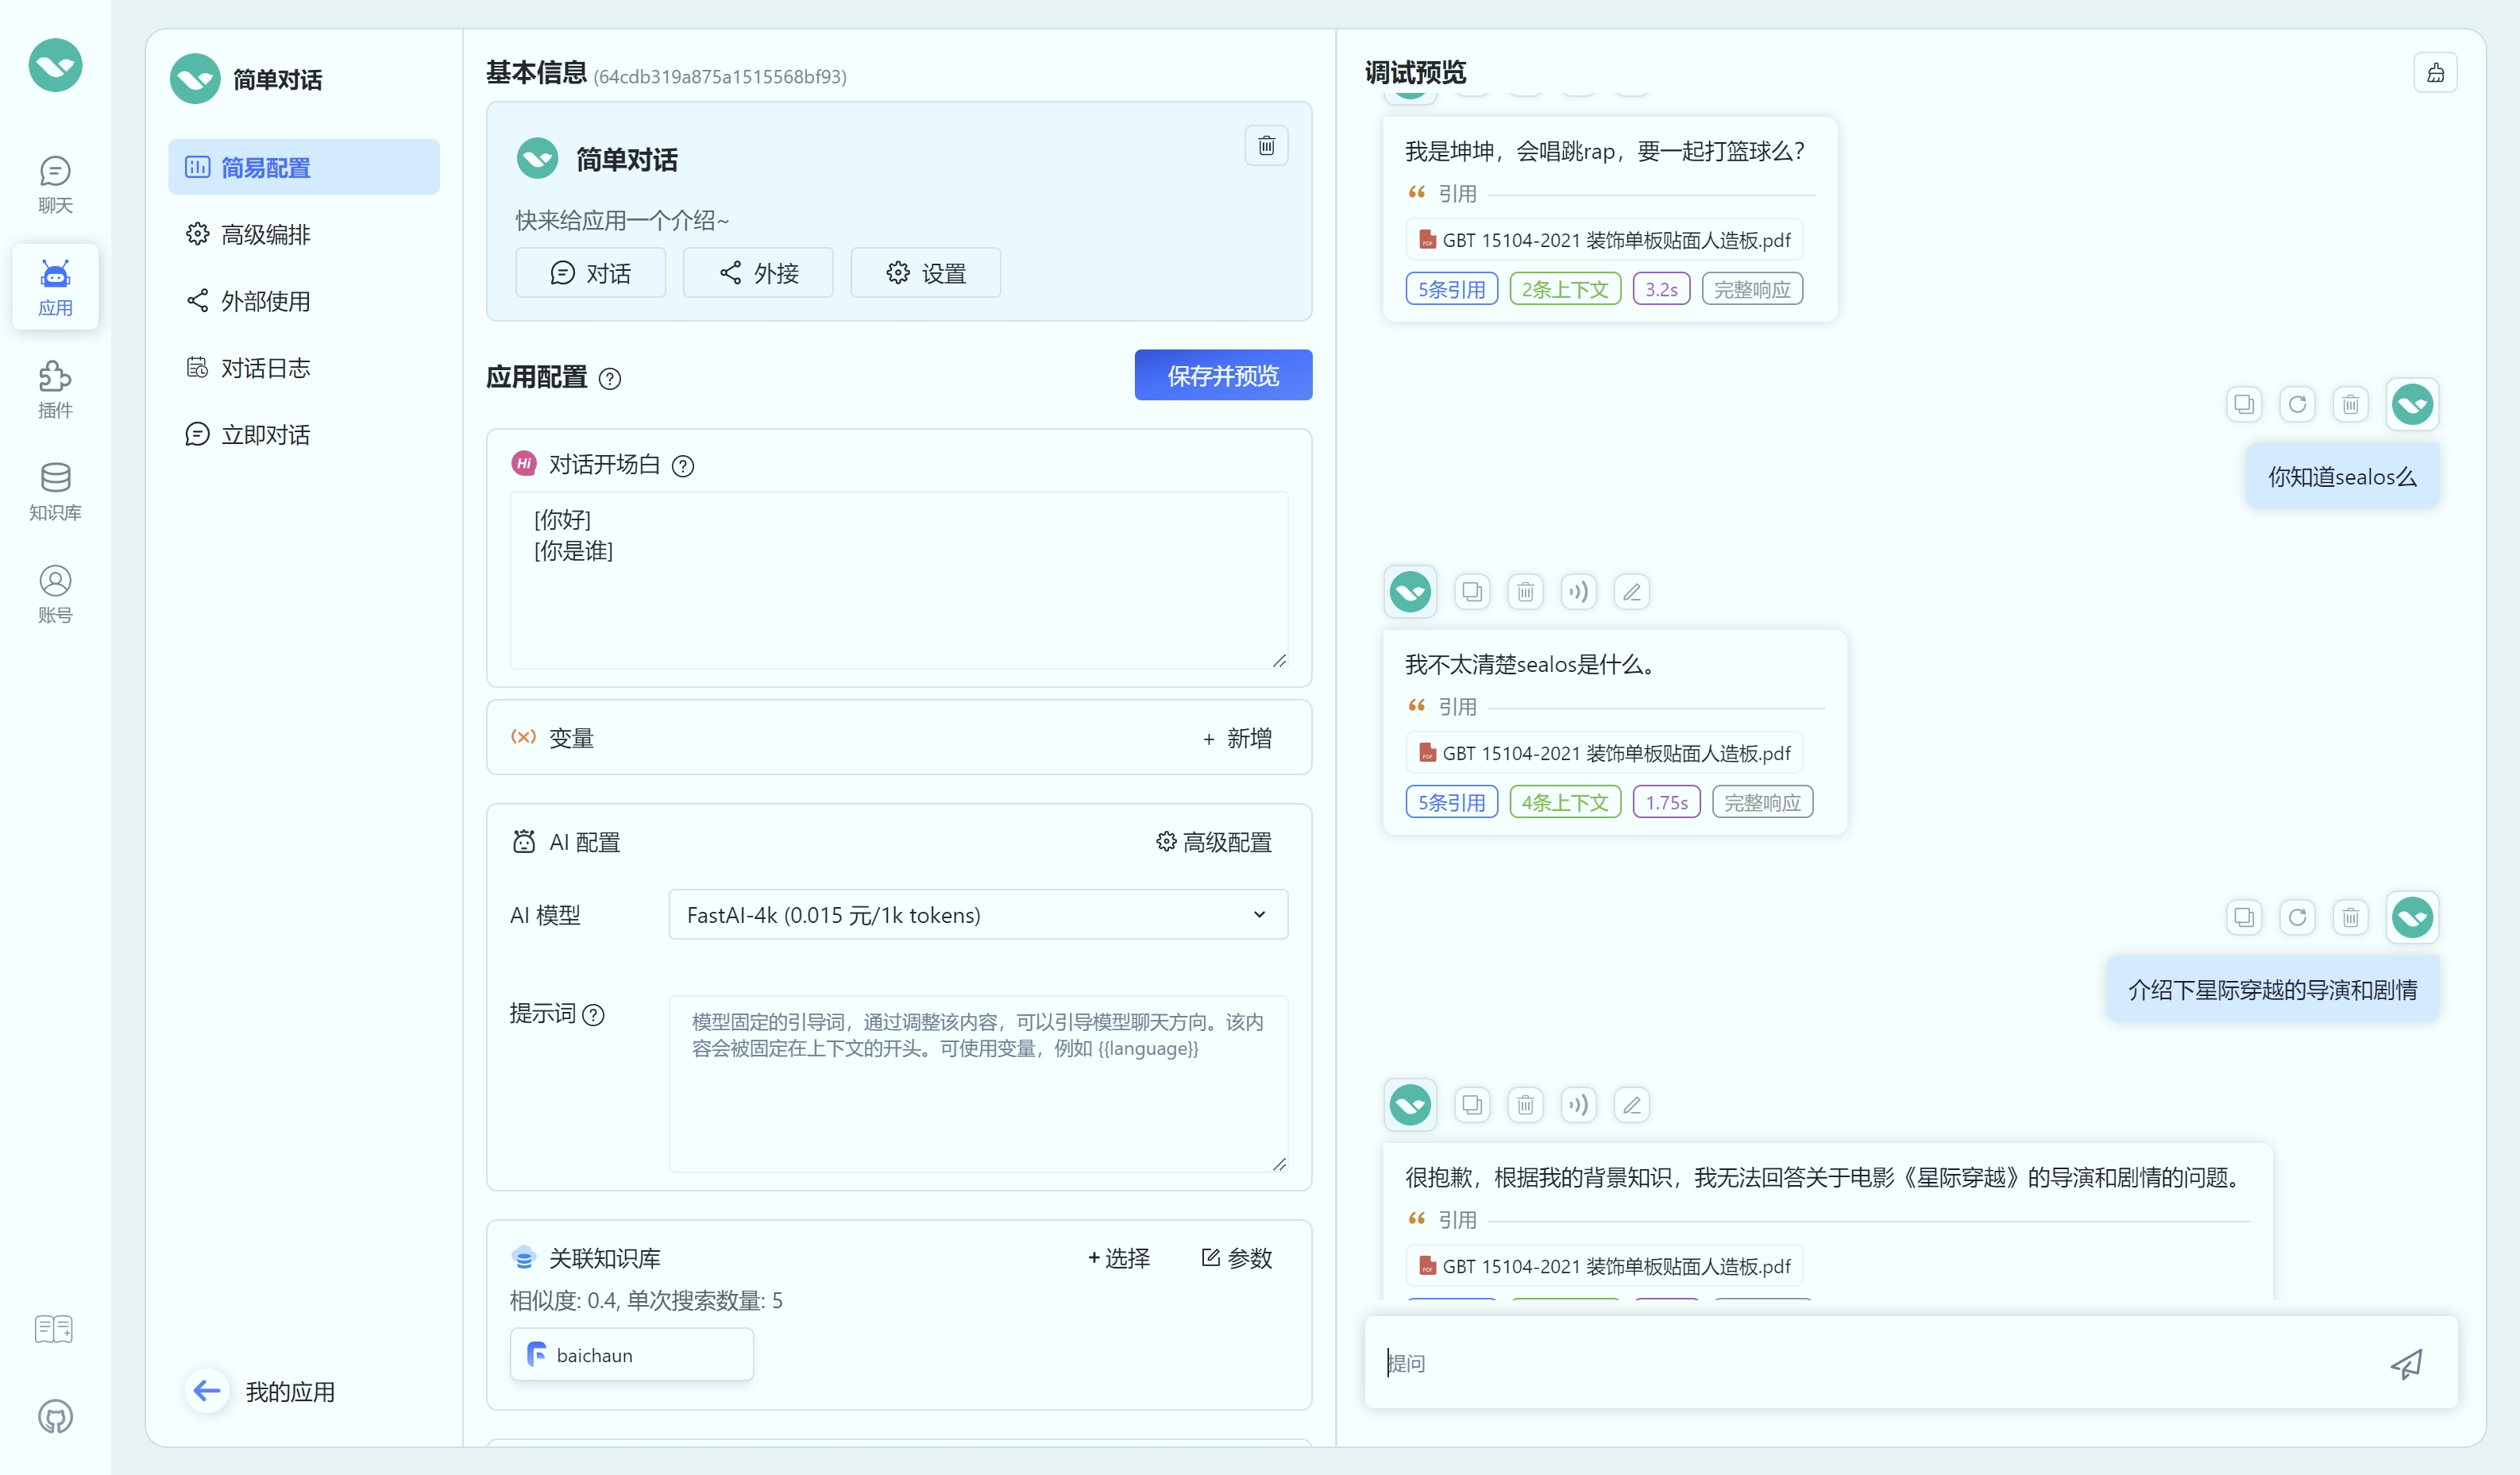 聊天
应用
插件
知识库
账号
简单对话
简易配置
高级编排
外部使用
对话日志
立即对话
我的应用
基本信息 (64cdb319a875a1515568bf93)
简单对话
快来给应用一个介绍~
对话
外接
设置
应用配置
保存并预览
Hi 对话开场白
[你好]
[你是谁]
(x) 变量
+ 新增
AI 配置
高级配置
AI 模型
FastAI-4k (0.015 元/1k tokens)
提示词
模型固定的引导词，通过调整该内容，可以引导模型聊天方向。该内
容会被固定在上下文的开头。可使用变量，例如 {{language}}
关联知识库
+ 选择
参数
相似度: 0.4, 单次搜索数量: 5
baichaun
调试预览
我是坤坤，会唱跳rap，要一起打篮球么？
引用
GBT 15104-2021 装饰单板贴面人造板.pdf
5条引用 2条上下文 3.2s 完整响应
你知道sealos么
我不太清楚sealos是什么。
引用
GBT 15104-2021 装饰单板贴面人造板.pdf
5条引用 4条上下文 1.75s 完整响应
介绍下星际穿越的导演和剧情
很抱歉，根据我的背景知识，我无法回答关于电影《星际穿越》的导演和剧情的问题。
引用
GBT 15104-2021 装饰单板贴面人造板.pdf
提问